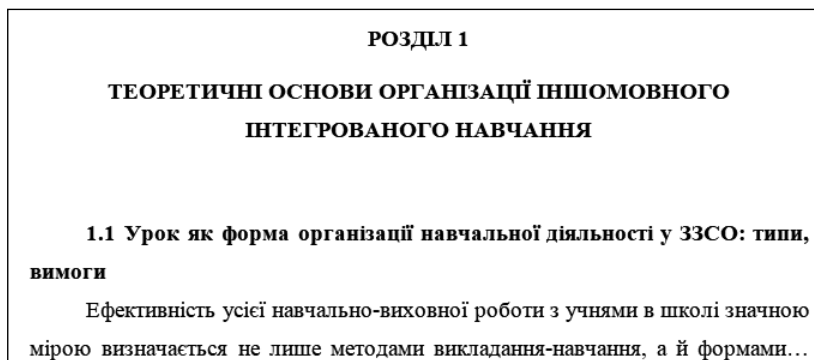 РОЗДІЛ 1
ТЕОРЕТИЧНІ ОСНОВИ ОРГАНІЗАЦІЇ ІНШОМОВНОГО
ІНТЕГРОВАНОГО НАВЧАННЯ
1.1 Урок як форма організації навчальної діяльності у ЗЗСО: типи,
вимоги
Ефективність усієї навчально-виховної роботи з учнями в школі значною
мірою визначається не лише методами викладання-навчання, а й формами…